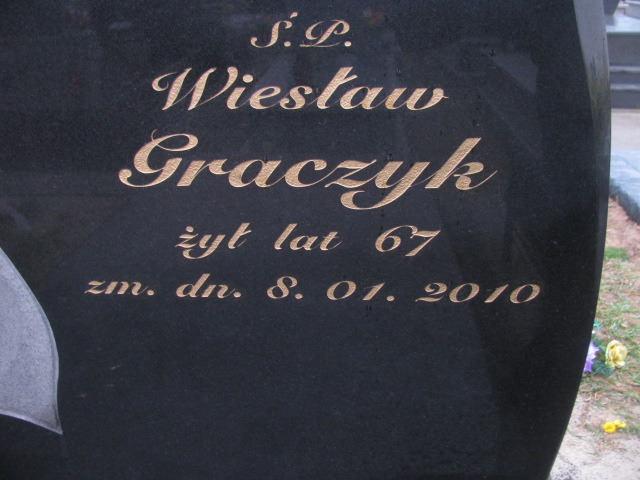 Ś.P.
Wiesław
Graczyk
żył lat 67
zm. dn. 8. 01. 2010